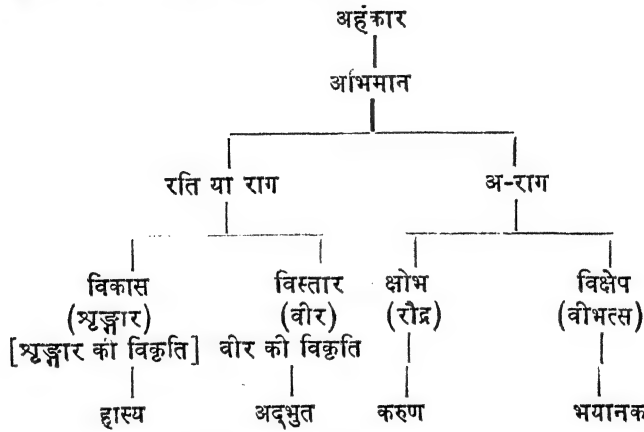 अहंकार
अभिमान
रति या राग अ-राग
विकास विस्तार क्षोभ विक्षेप
(शृङ्गार) (वीर) (रौद्र) (वीभत्स)
[शृङ्गार की विकृति] वीर की विकृति
हास्य अद्भुत करुण भयानक